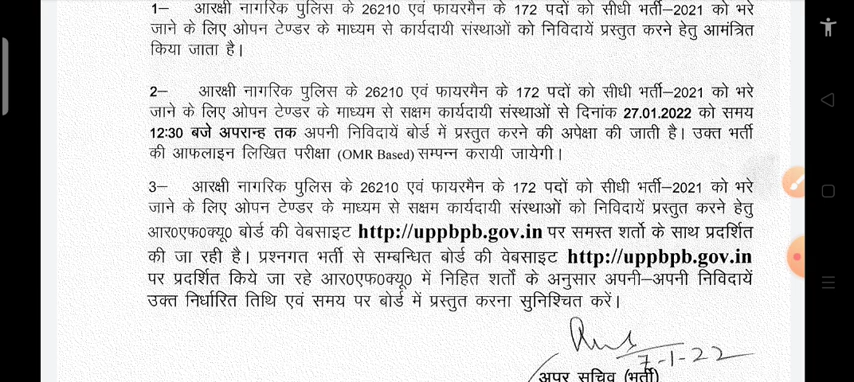 1– आरक्षी नागरिक पुलिस के 26210 एवं फायरमैन के 172 पदों को सीधी भर्ती–2021 को भरे
जाने के लिए ओपन टेण्डर के माध्यम से कार्यदायी संस्थाओं को निविदायें प्रस्तुत करने हेतु आमंत्रित
किया जाता है।
2– आरक्षी नागरिक पुलिस के 26210 एवं फायरमैन के 172 पदों को सीधी भर्ती–2021 को भरे
जाने के लिए ओपन टेण्डर के माध्यम से सक्षम कार्यदायी संस्थाओं से दिनांक 27.01.2022 को समय
12:30 बजे अपरान्ह तक अपनी निविदायें बोर्ड में प्रस्तुत करने की अपेक्षा की जाती है। उक्त भर्ती
की आफलाइन लिखित परीक्षा (OMR Based) सम्पन्न करायी जायेगी।
3– आरक्षी नागरिक पुलिस के 26210 एवं फायरमैन के 172 पदों को सीधी भर्ती–2021 को भरे
जाने के लिए ओपन टेण्डर के माध्यम से सक्षम कार्यदायी संस्थाओं को निविदायें प्रस्तुत करने हेतु
आर0एफ0क्यू0 बोर्ड की वेबसाइट http://uppbpb.gov.in पर समस्त शर्तो के साथ प्रदर्शित
की जा रही है। प्रश्नगत भर्ती से सम्बन्धित बोर्ड की वेबसाइट http://uppbpb.gov.in
पर प्रदर्शित किये जा रहे आर0एफ0क्यू0 में निहित शर्तो के अनुसार अपनी–अपनी निविदायें
उक्त निर्धारित तिथि एवं समय पर बोर्ड में प्रस्तुत करना सुनिश्चित करें।
7-1-22
अपर सचिव (भर्ती)